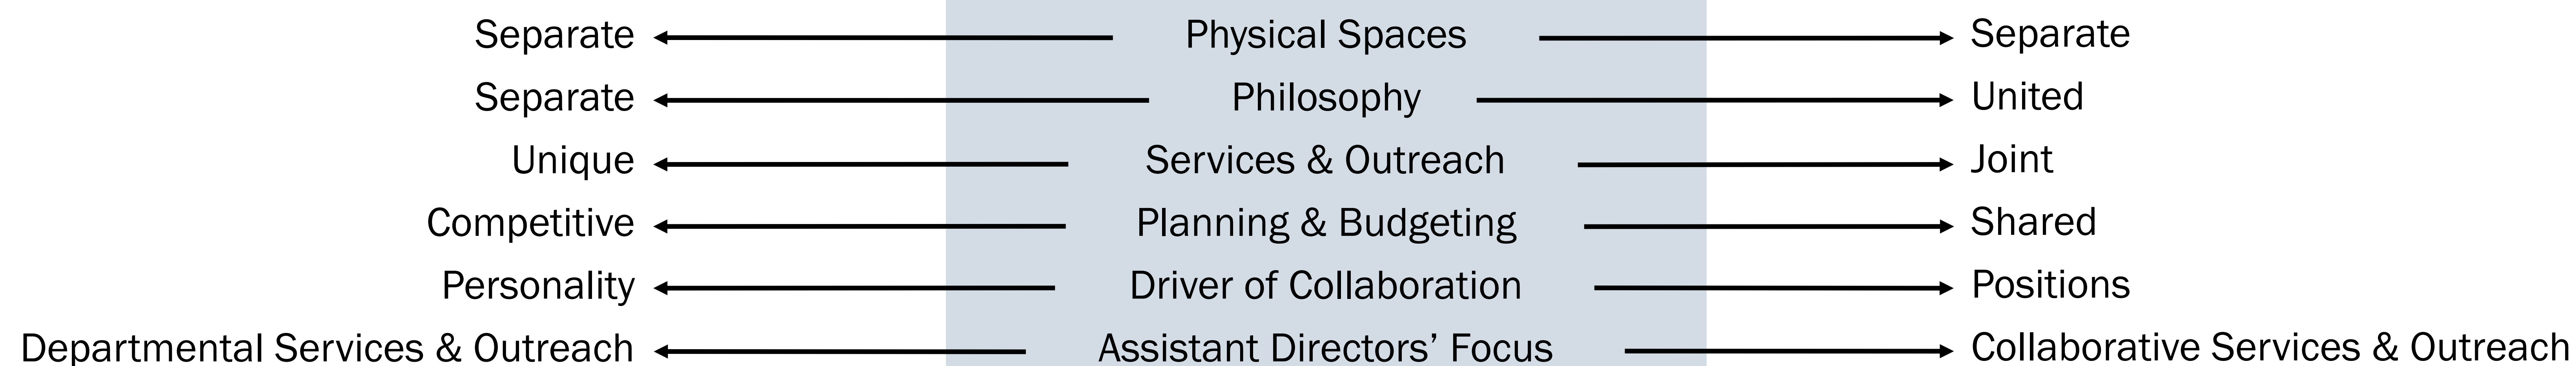 Separate Physical Spaces Separate
Separate Philosophy United
Unique Services & Outreach Joint
Competitive Planning & Budgeting Shared
Personality Driver of Collaboration Positions
Departmental Services & Outreach Assistant Directors’ Focus Collaborative Services & Outreach